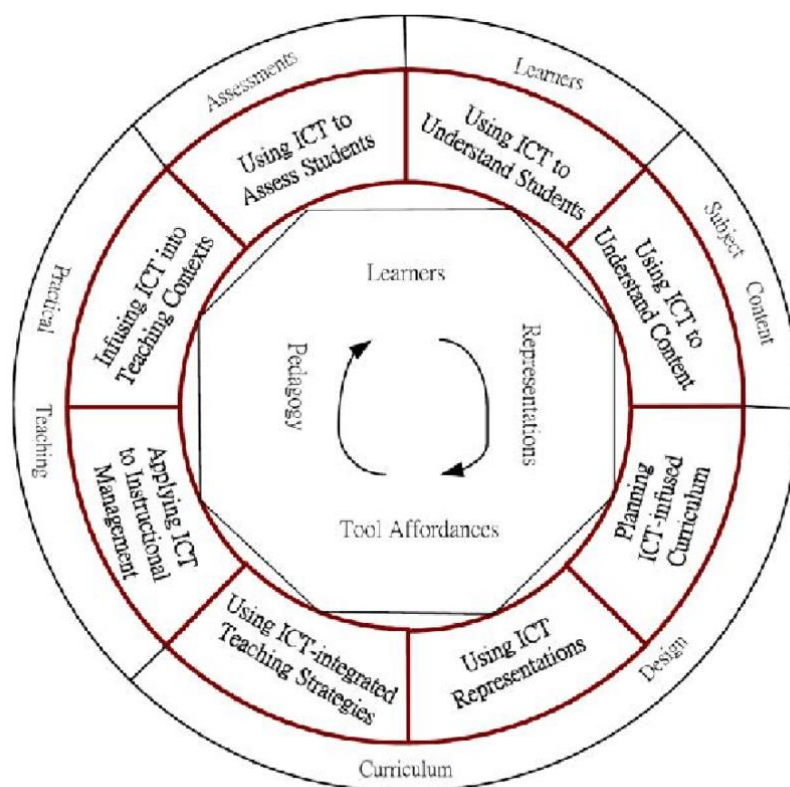 Assessments
Learners
Subject
Content
Design
Curriculum
Teaching
Practical
Using ICT to
Assess Students
Using ICT to
Understand Students
Using ICT to
Understand Content
Planning
ICT-infused
Curriculum
Using ICT
Representations
Using ICT-integrated
Teaching Strategies
Applying ICT
to Instructional
Management
Infusing ICT into
Teaching Contexts
Learners
Representations
Tool Affordances
Pedagogy